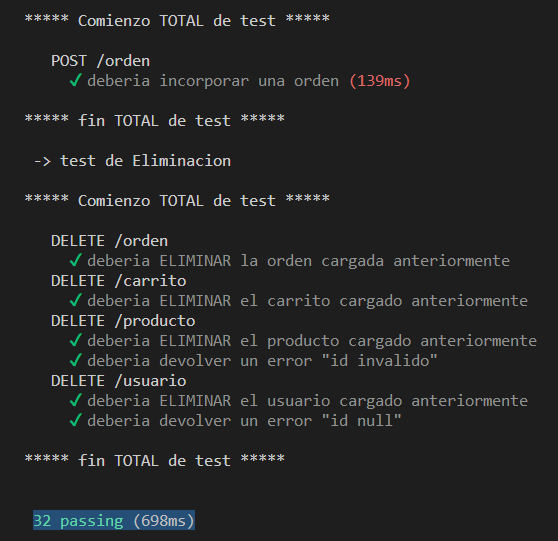 ***** Comienzo TOTAL de test *****
POST /orden
✓ deberia incorporar una orden (139ms)
***** fin TOTAL de test *****
-> test de Eliminacion
***** Comienzo TOTAL de test *****
DELETE /orden
✓ deberia ELIMINAR la orden cargada anteriormente
DELETE /carrito
✓ deberia ELIMINAR el carrito cargado anteriormente
DELETE /producto
✓ deberia ELIMINAR el producto cargado anteriormente
✓ deberia devolver un error "id invalido"
DELETE /usuario
✓ deberia ELIMINAR el usuario cargado anteriormente
✓ deberia devolver un error "id null"
***** fin TOTAL de test *****
32 passing (698ms)